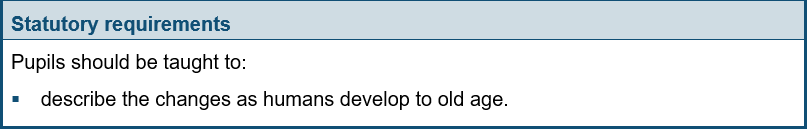 Statutory requirements
Pupils should be taught to:
▪ describe the changes as humans develop to old age.